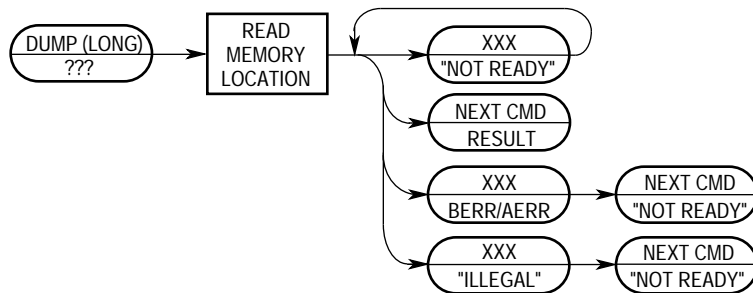 DUMP (LONG)
???
READ
MEMORY
LOCATION
XXX
"NOT READY"
NEXT CMD
RESULT
XXX
BERR/AERR
NEXT CMD
"NOT READY"
XXX
"ILLEGAL"
NEXT CMD
"NOT READY"